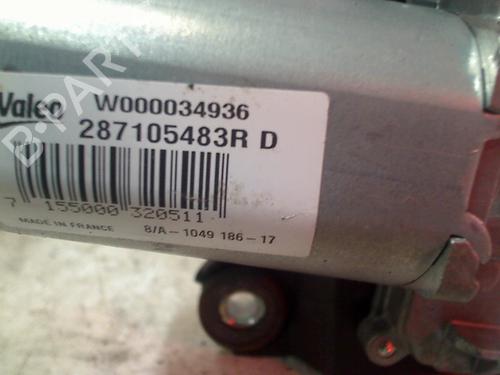 Valeo W000034936
287105483R D
7 155000 320511
MADE IN FRANCE 8/A-1049 186-17
B-PARTS